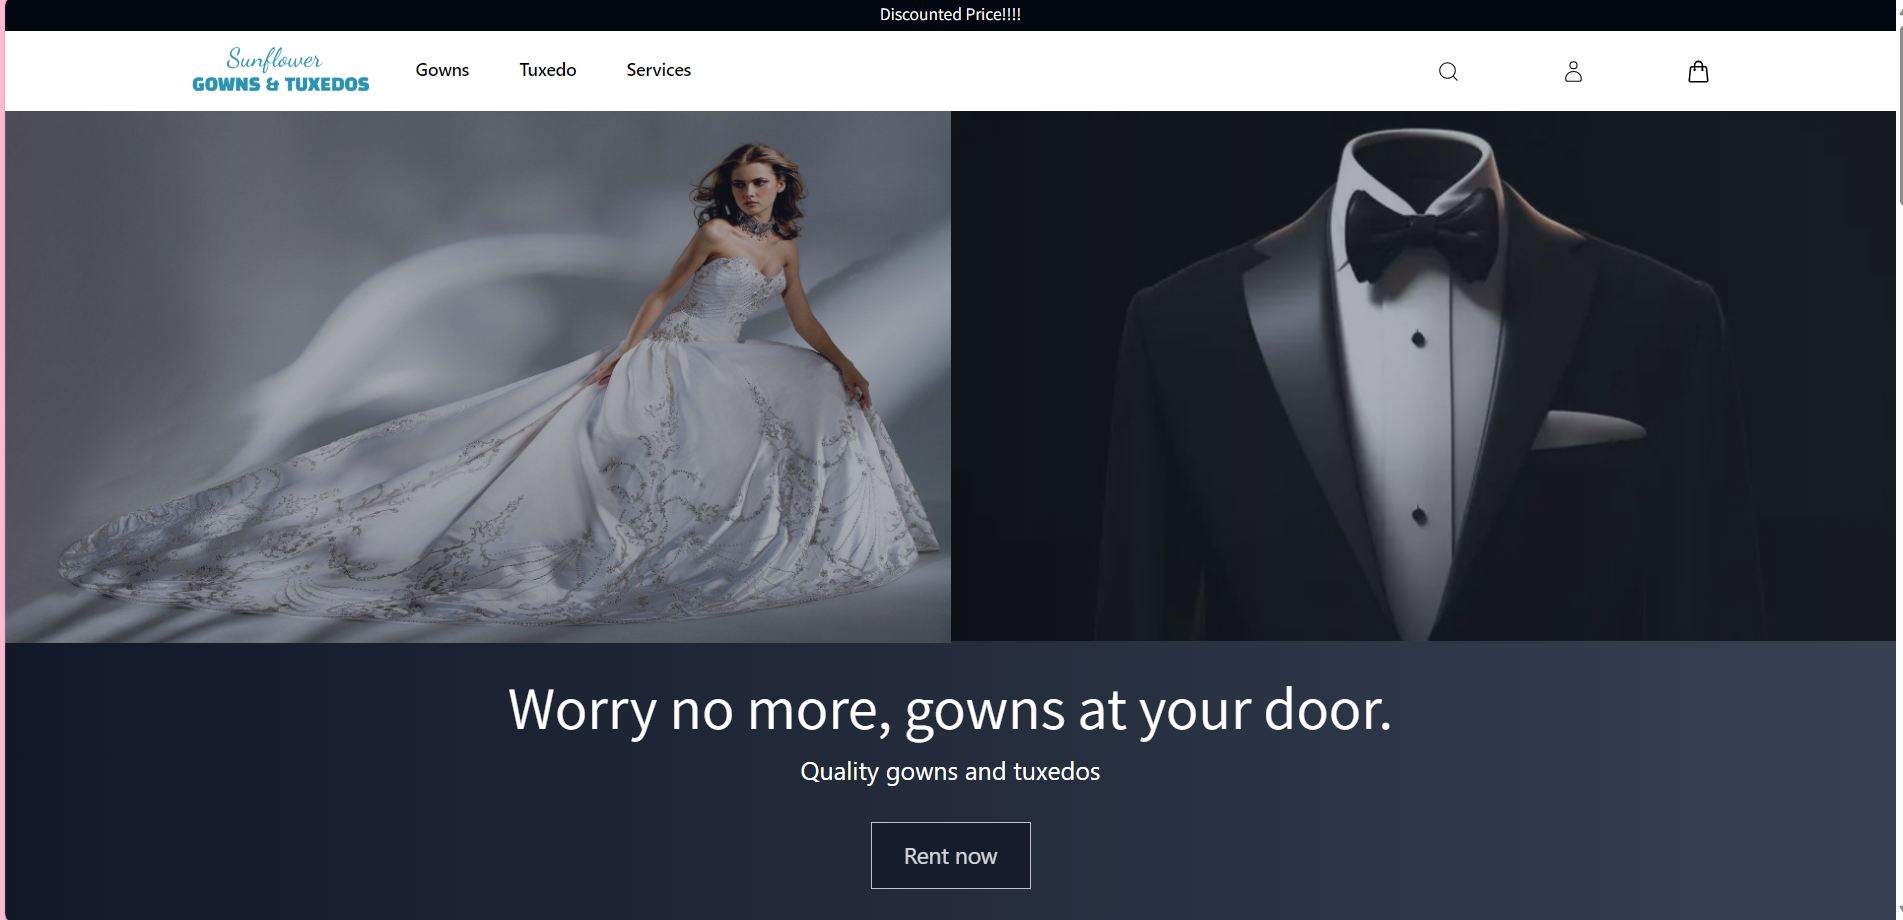 Discounted Price!!!!
Sunflower
GOWNS & TUXEDOS
Gowns
Tuxedo
Services
Worry no more, gowns at your door.
Quality gowns and tuxedos
Rent now